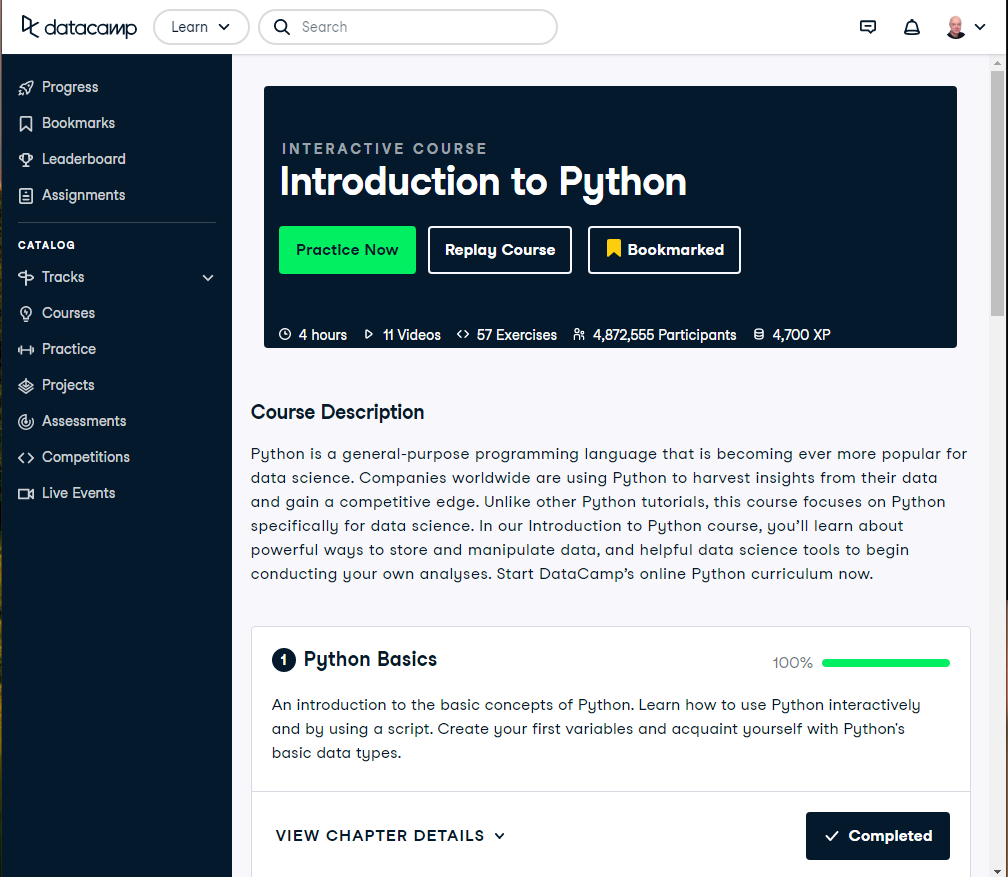 datacamp
Learn
Search
Progress
Bookmarks
Leaderboard
Assignments
CATALOG
Tracks
Courses
Practice
Projects
Assessments
Competitions
Live Events
INTERACTIVE COURSE
Introduction to Python
Practice Now
Replay Course
Bookmarked
4 hours 11 Videos 57 Exercises 4,872,555 Participants 4,700 XP
Course Description
Python is a general-purpose programming language that is becoming ever more popular for
data science. Companies worldwide are using Python to harvest insights from their data
and gain a competitive edge. Unlike other Python tutorials, this course focuses on Python
specifically for data science. In our Introduction to Python course, you’ll learn about
powerful ways to store and manipulate data, and helpful data science tools to begin
conducting your own analyses. Start DataCamp’s online Python curriculum now.
1 Python Basics
100%
An introduction to the basic concepts of Python. Learn how to use Python interactively
and by using a script. Create your first variables and acquaint yourself with Python's
basic data types.
VIEW CHAPTER DETAILS
Completed